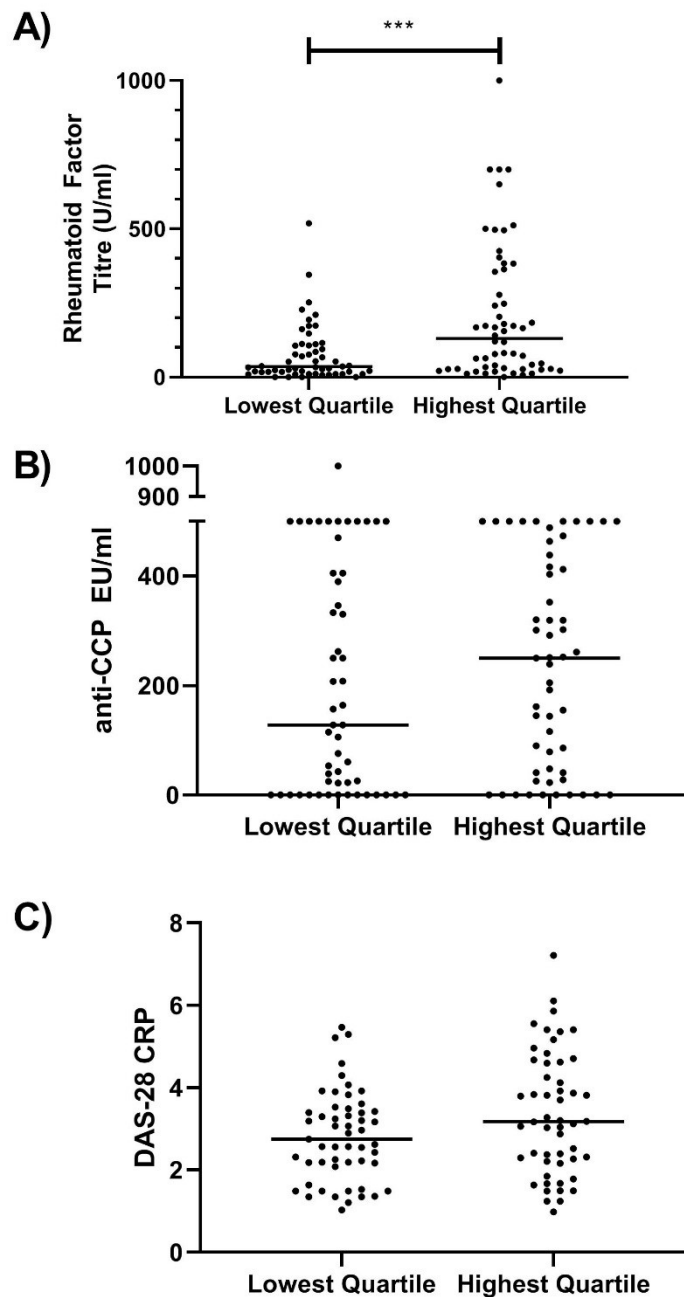 A)
***
Rheumatoid Factor
Titre (U/ml)
1000
500
0
Lowest Quartile Highest Quartile
B)
anti-CCP EU/ml
1000
900
400
200
0
Lowest Quartile Highest Quartile
C)
DAS-28 CRP
8
6
4
2
0
Lowest Quartile Highest Quartile